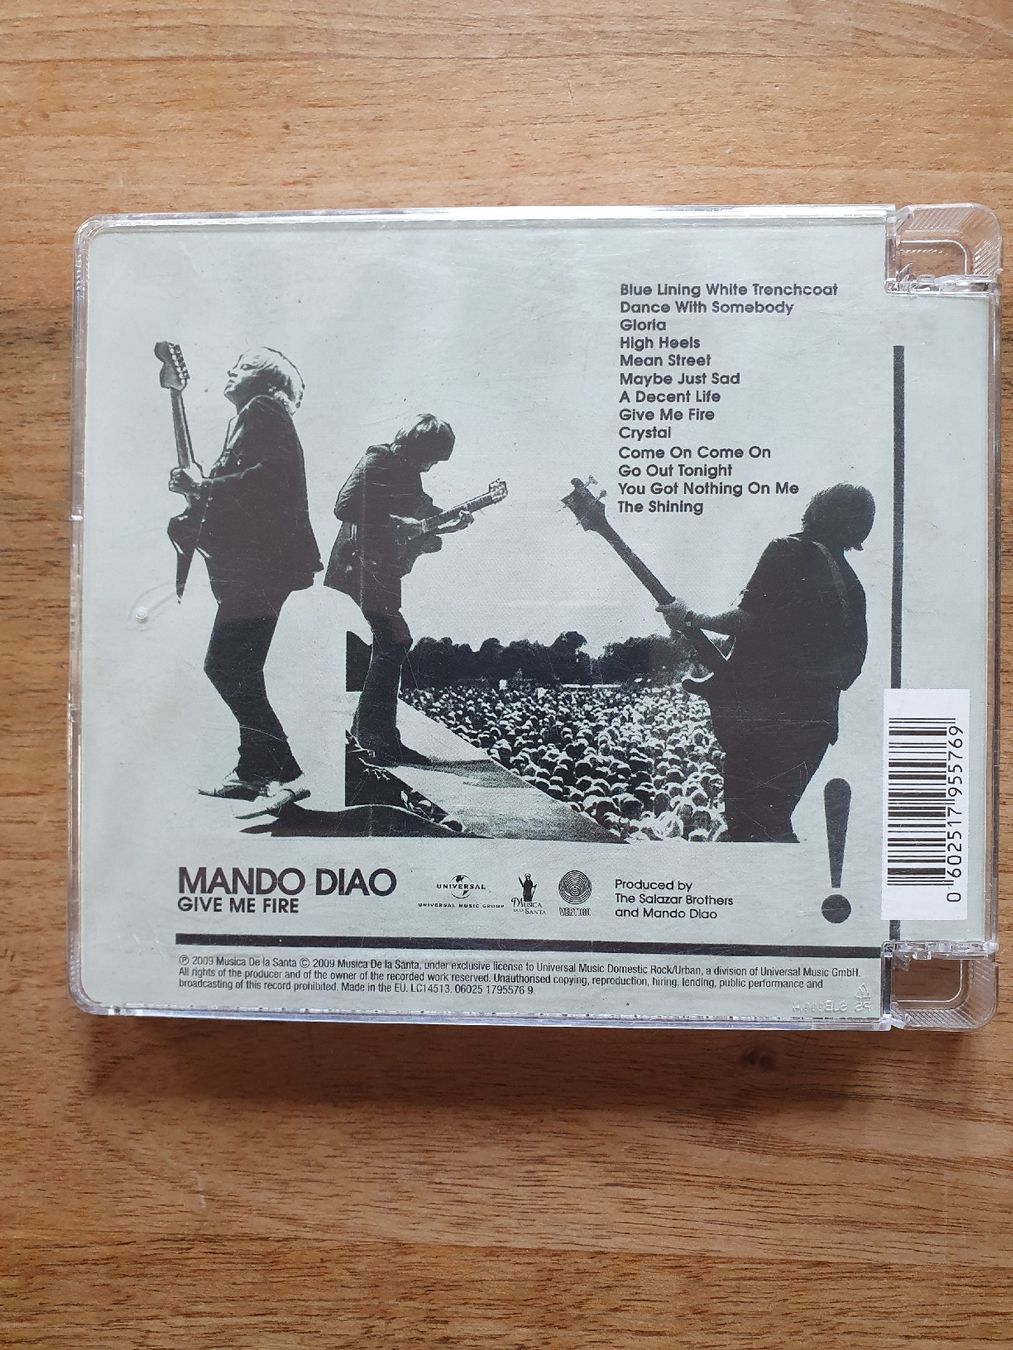 Blue Lining White Trenchcoat
Dance With Somebody
Gloria
High Heels
Mean Street
Maybe Just Sad
A Decent Life
Give Me Fire
Crystal
Come On Come On
Go Out Tonight
You Got Nothing On Me
The Shining
!
0 602517 955769
MANDO DIAO
GIVE ME FIRE
UNIVERSAL
UNIVERSAL MUSIC GROUP
MUSICA
DE LA SANTA
VERTIGO
Produced by
The Salazar Brothers
and Mando Diao
℗ 2009 Musica De la Santa © 2009 Musica De la Santa, under exclusive license to Universal Music Domestic Rock/Urban, a division of Universal Music GmbH.
All rights of the producer and of the owner of the recorded work reserved. Unauthorised copying, reproduction, hiring, lending, public performance and
broadcasting of this record prohibited. Made in the EU. LC14513. 06025 1795576 9.
PS